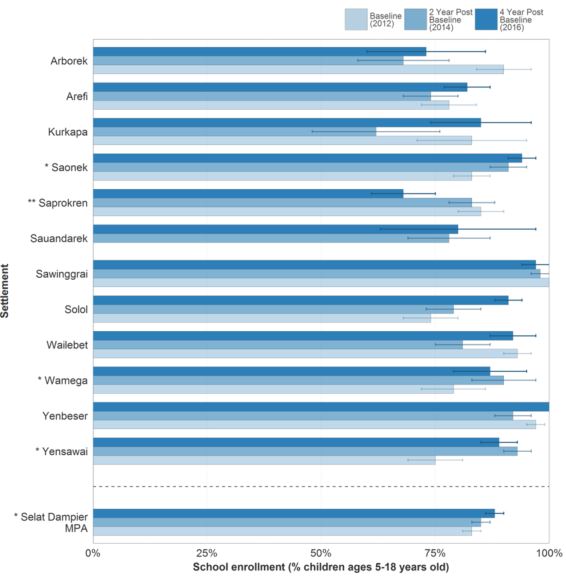 Baseline
(2012)
2 Year Post
Baseline
(2014)
4 Year Post
Baseline
(2016)
Arborek
Arefi
Kurkapa
* Saonek
** Saprokren
Sauandarek
Sawinggrai
Solol
Wailebet
* Wamega
Yenbeser
* Yensawai
* Selat Dampier
MPA
Settlement
0%
25%
50%
75%
100%
School enrollment (% children ages 5-18 years old)